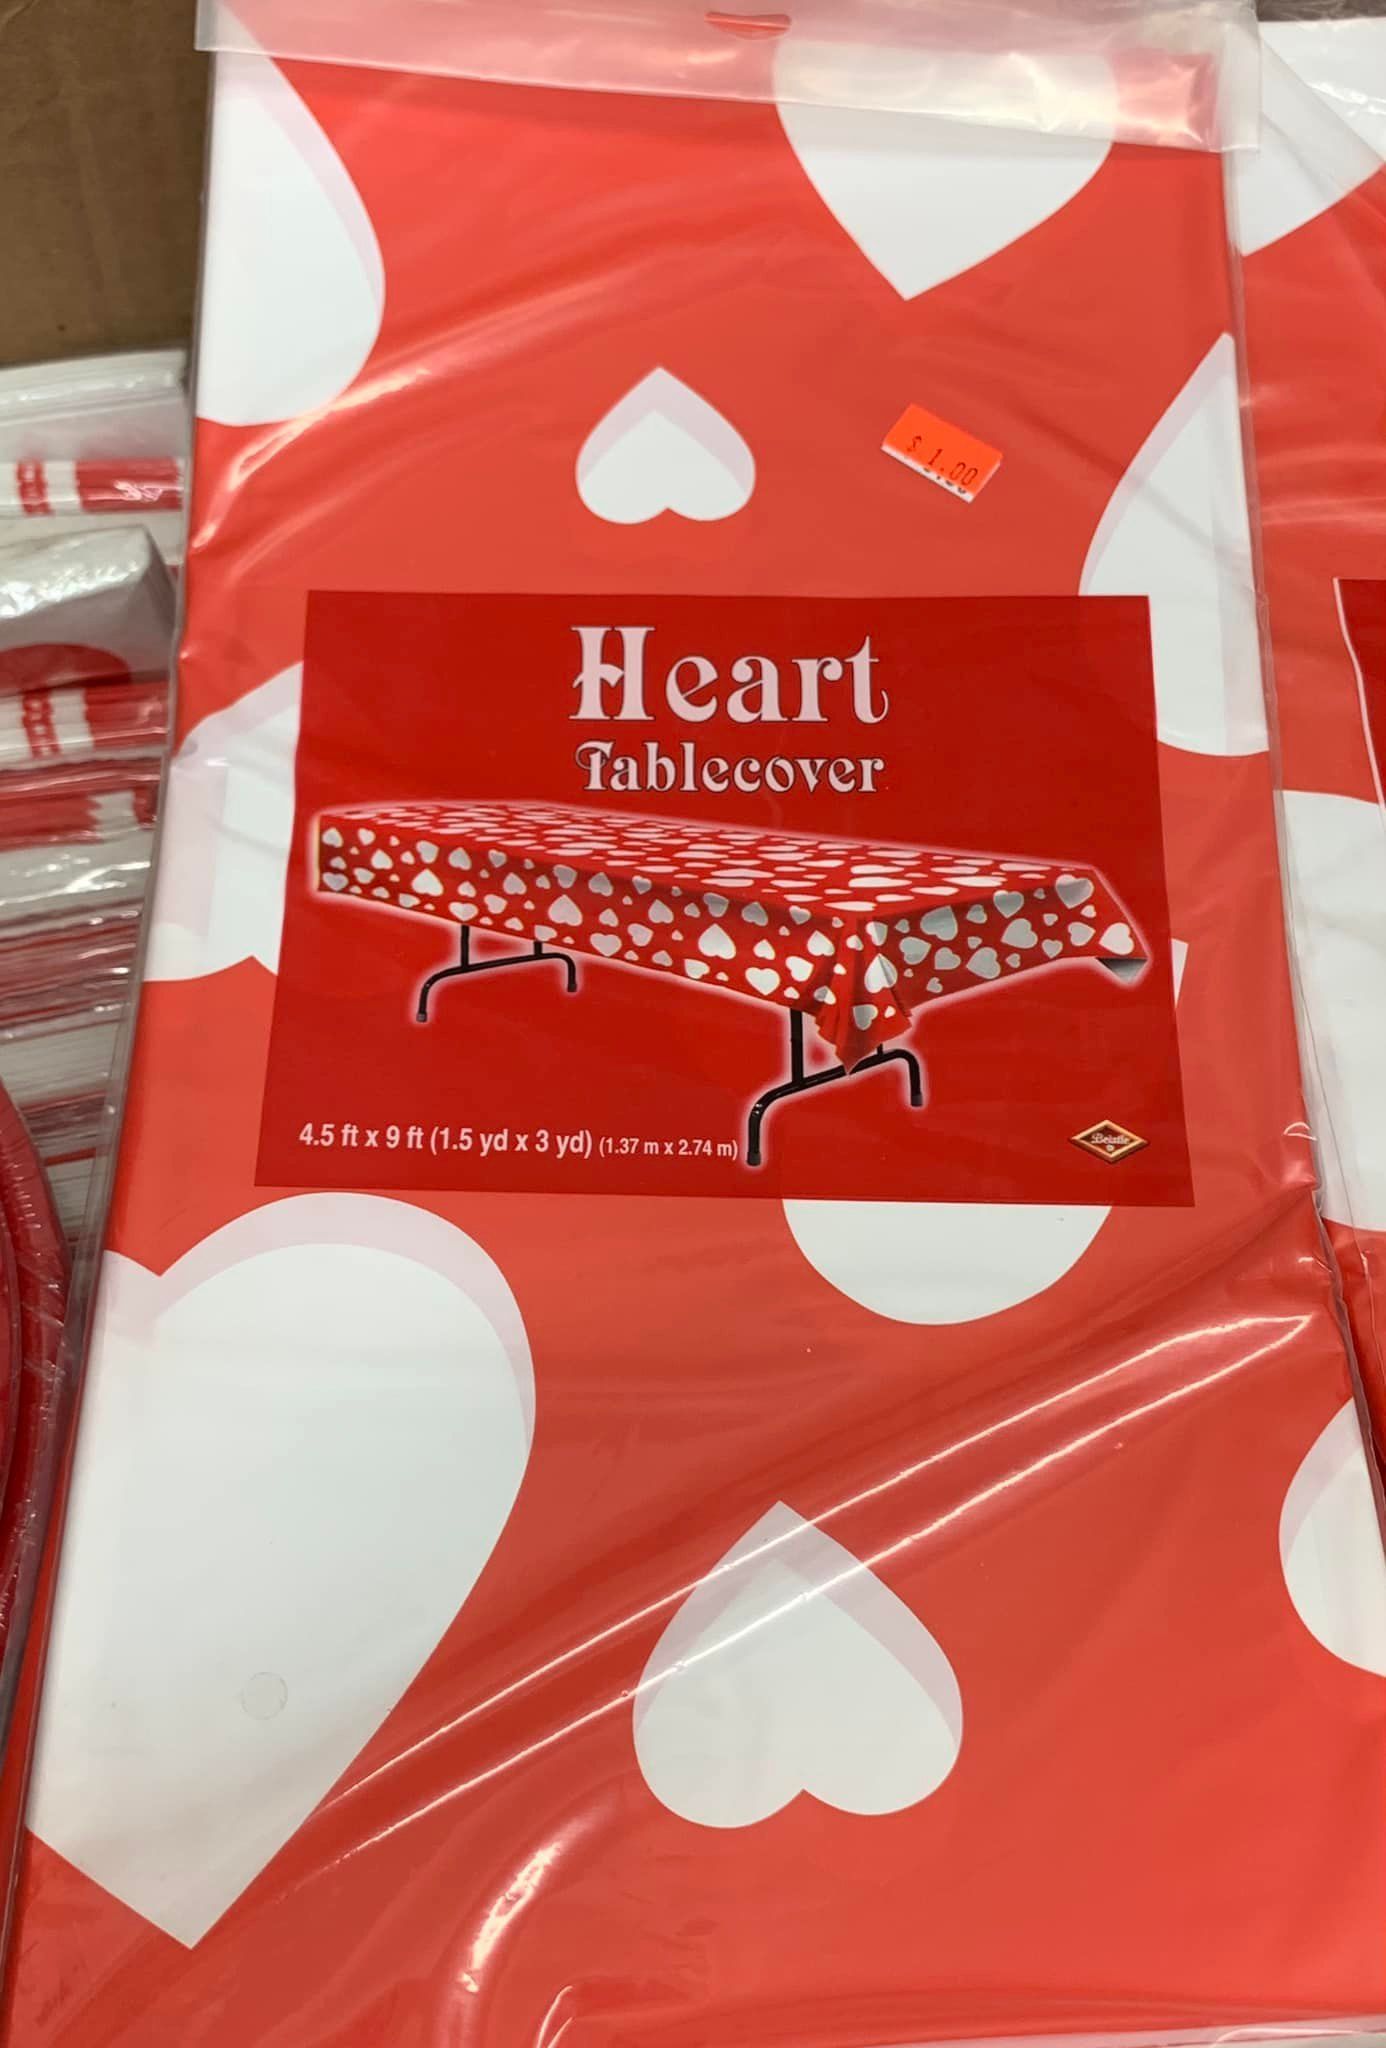 $ 1.00
Heart
Tablecover
4.5 ft x 9 ft (1.5 yd x 3 yd) (1.37 m x 2.74 m)
Beistle